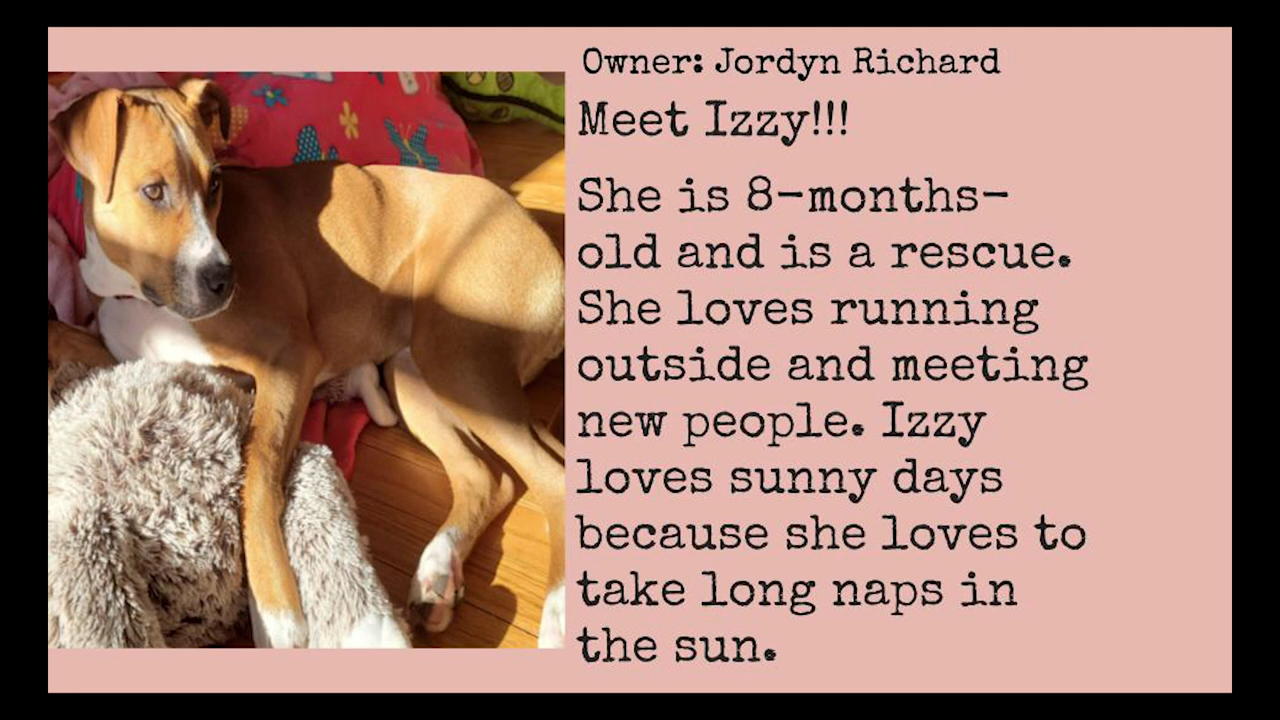 Owner: Jordyn Richard
Meet Izzy!!!
She is 8-months-
old and is a rescue.
She loves running
outside and meeting
new people. Izzy
loves sunny days
because she loves to
take long naps in
the sun.